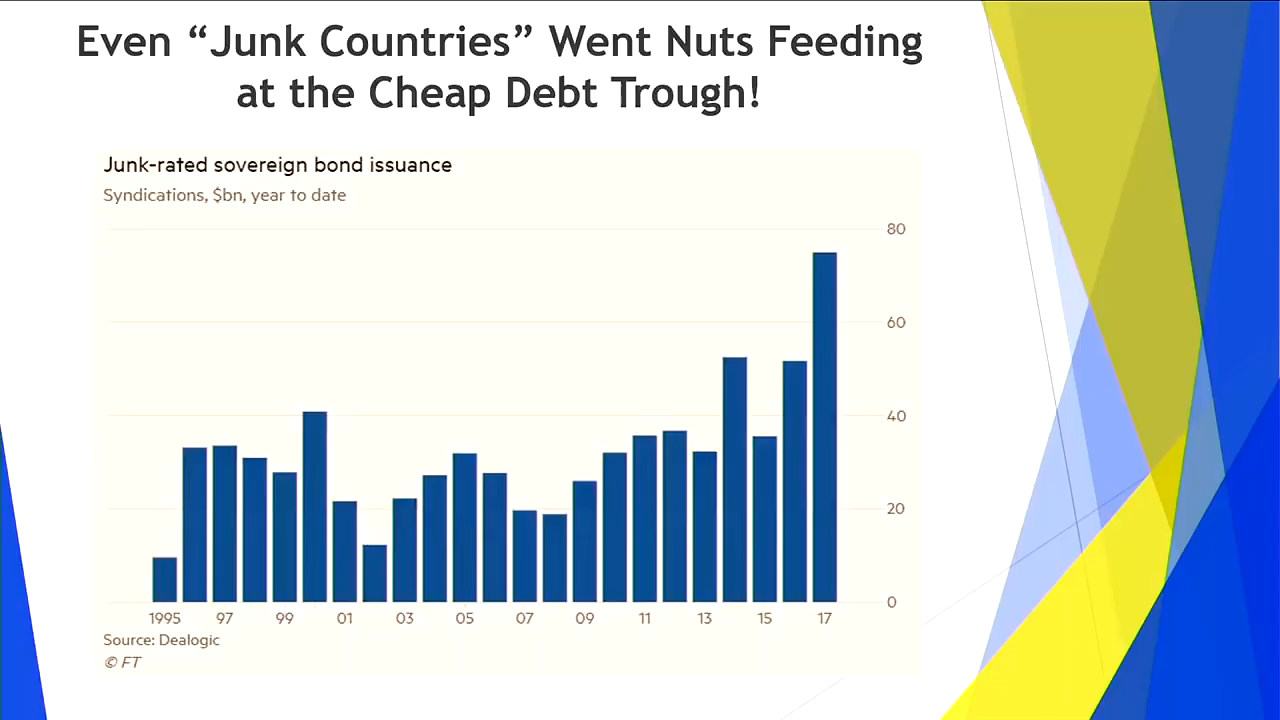 Even “Junk Countries” Went Nuts Feeding
at the Cheap Debt Trough!
Junk-rated sovereign bond issuance
Syndications, $bn, year to date
80
60
40
20
0
1995 97 99 01 03 05 07 09 11 13 15 17
Source: Dealogic
© FT